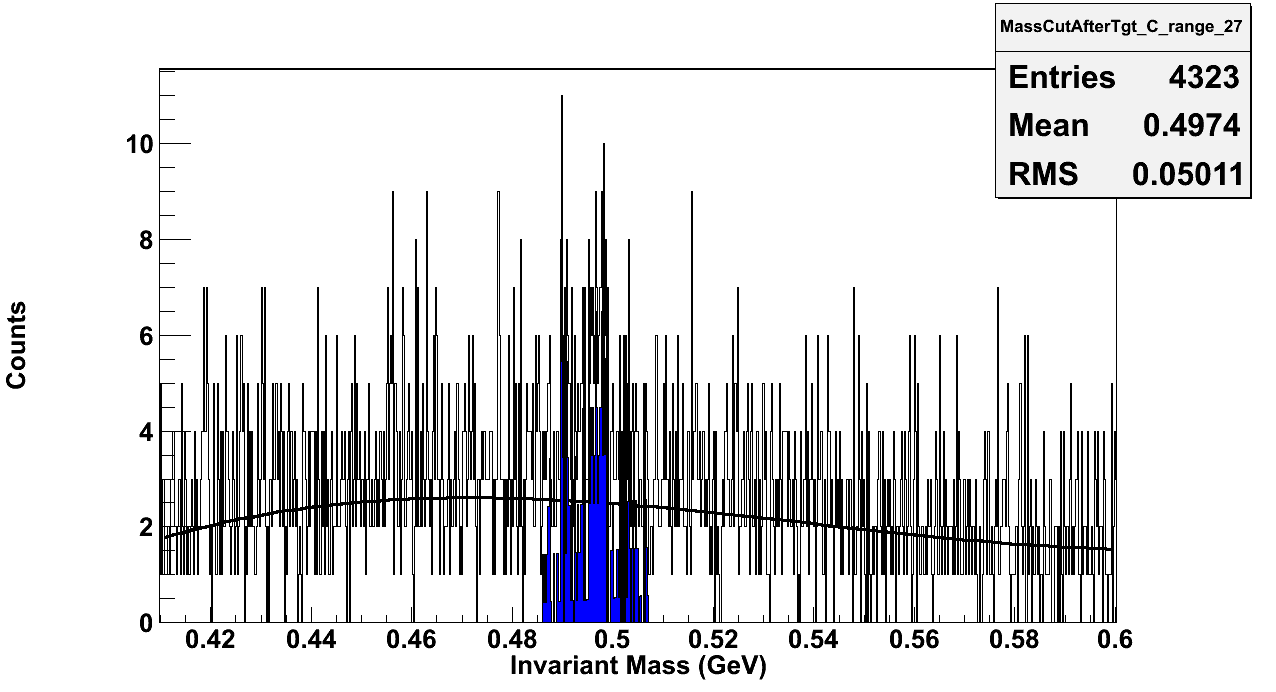 MassCutAfterTgt_C_range_27
Entries 4323
Mean 0.4974
RMS 0.05011
10
8
6
4
2
0
Counts
0.42 0.44 0.46 0.48 0.5 0.52 0.54 0.56 0.58 0.6
Invariant Mass (GeV)